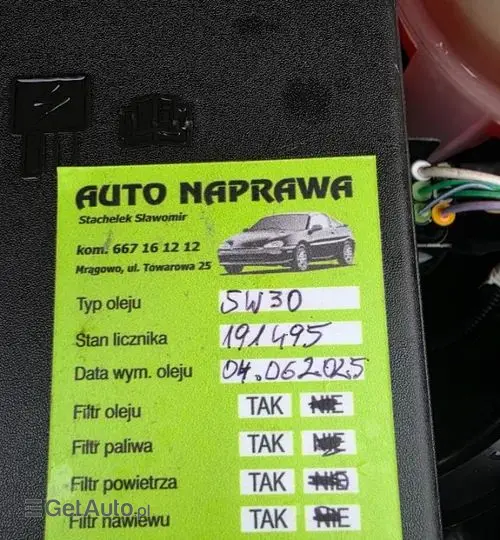 AUTO NAPRAWA
Stachelek Sławomir
kom. 667 16 12 12
Mrągowo, ul. Towarowa 25
Typ oleju 5W30
Stan licznika 191495
Data wym. oleju 04.062025
Filtr oleju TAK NIE
Filtr paliwa TAK NIE
Filtr powietrza TAK NIE
Filtr nawiewu TAK NIE
GetAuto.pl